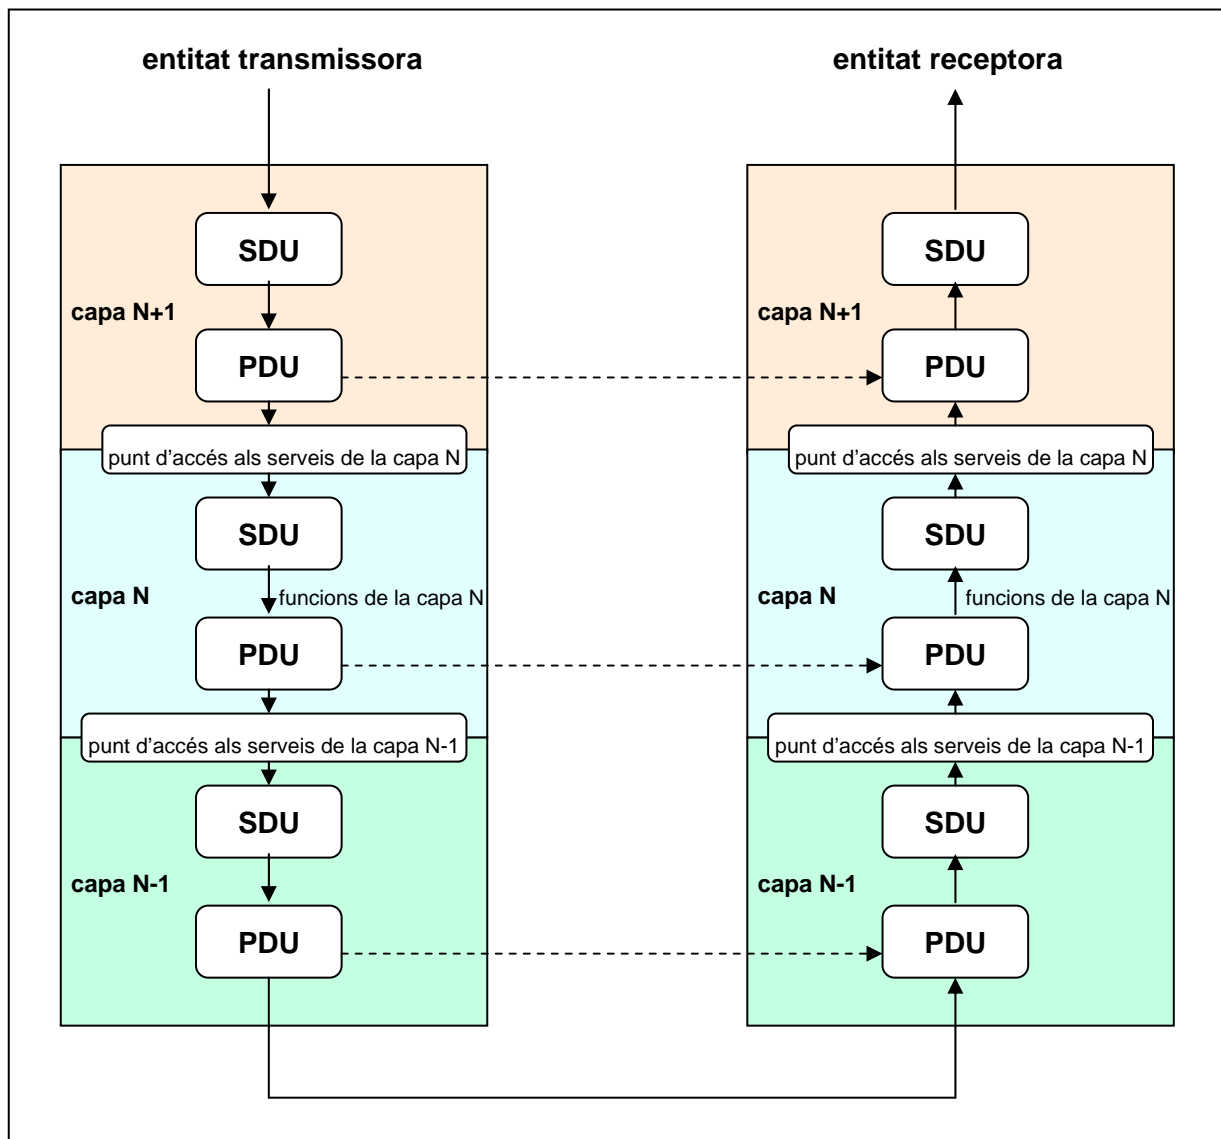 entitat transmissora
entitat receptora
SDU
capa N+1
PDU
punt d'accés als serveis de la capa N
SDU
capa N
funcions de la capa N
PDU
punt d'accés als serveis de la capa N-1
SDU
capa N-1
PDU
SDU
capa N+1
PDU
punt d'accés als serveis de la capa N
SDU
capa N
funcions de la capa N
PDU
punt d'accés als serveis de la capa N-1
SDU
capa N-1
PDU